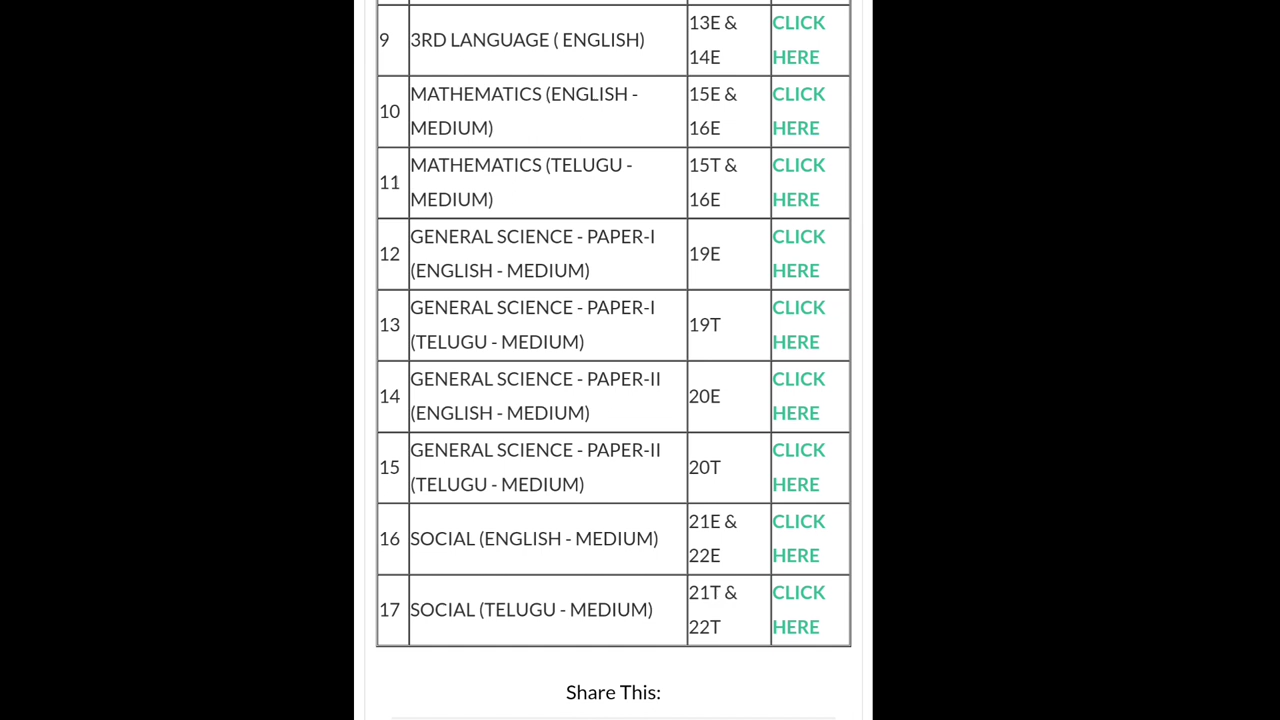 9 3RD LANGUAGE ( ENGLISH) 13E & 14E CLICK HERE
10 MATHEMATICS (ENGLISH - MEDIUM) 15E & 16E CLICK HERE
11 MATHEMATICS (TELUGU - MEDIUM) 15T & 16E CLICK HERE
12 GENERAL SCIENCE - PAPER-I (ENGLISH - MEDIUM) 19E CLICK HERE
13 GENERAL SCIENCE - PAPER-I (TELUGU - MEDIUM) 19T CLICK HERE
14 GENERAL SCIENCE - PAPER-II (ENGLISH - MEDIUM) 20E CLICK HERE
15 GENERAL SCIENCE - PAPER-II (TELUGU - MEDIUM) 20T CLICK HERE
16 SOCIAL (ENGLISH - MEDIUM) 21E & 22E CLICK HERE
17 SOCIAL (TELUGU - MEDIUM) 21T & 22T CLICK HERE
Share This: